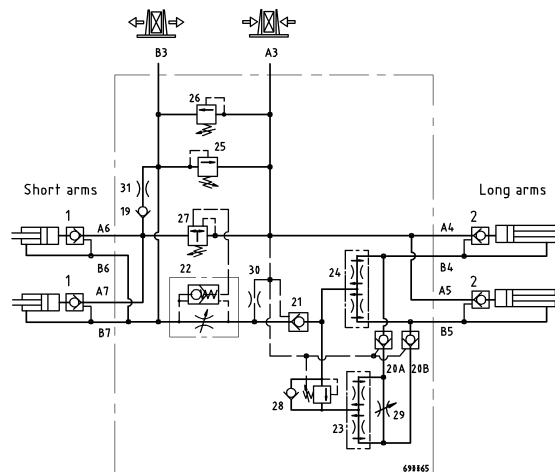 B3 A3
26
25
31
Short arms
Long arms
19
1 A6
27
A4 2
B6
22
30
24
B4
1 A7
21
A5 2
B7
B5
20A 20B
28
29
23
698865